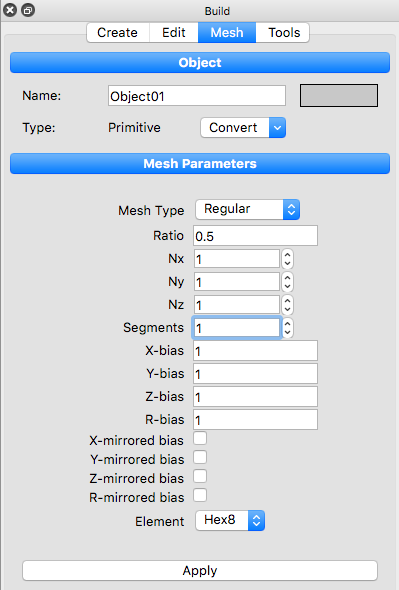 Build
Create Edit Mesh Tools
Object
Name: Object01
Type: Primitive Convert
Mesh Parameters
Mesh Type Regular
Ratio 0.5
Nx 1
Ny 1
Nz 1
Segments 1
X-bias 1
Y-bias 1
Z-bias 1
R-bias 1
X-mirrored bias
Y-mirrored bias
Z-mirrored bias
R-mirrored bias
Element Hex8
Apply